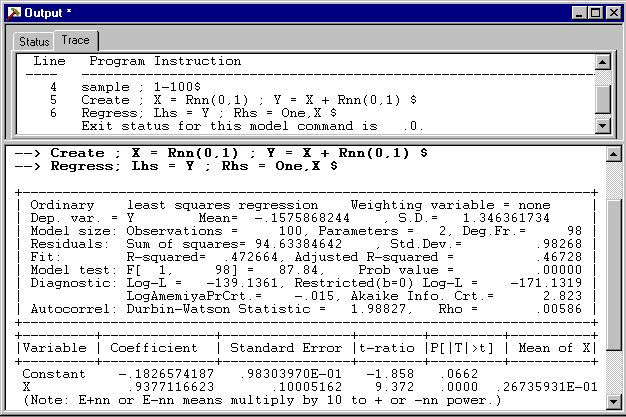 Output *
Status Trace
Line Program Instruction
---- -----------------------------------------------------------------
4 sample ; 1-100$
5 Create ; X = Rnn(0,1) ; Y = X + Rnn(0,1) $
6 Regress; Lhs = Y ; Rhs = One,X $
Exit status for this model command is .0.
--> Create ; X = Rnn(0,1) ; Y = X + Rnn(0,1) $
--> Regress; Lhs = Y ; Rhs = One,X $
+-----------------------------------------------------------------------+
| Ordinary least squares regression Weighting variable = none |
| Dep. var. = Y Mean= -.1575868244 , S.D.= 1.346361734 |
| Model size: Observations = 100, Parameters = 2, Deg.Fr.= 98 |
| Residuals: Sum of squares= 94.63384642 , Std.Dev.= .98268 |
| Fit: R-squared= .472664, Adjusted R-squared = .46728 |
| Model test: F[ 1, 98] = 87.84, Prob value = .00000 |
| Diagnostic: Log-L = -139.1361, Restricted(b=0) Log-L = -171.1319 |
| LogAmemiyaPrCrt.= -.015, Akaike Info. Crt.= 2.823 |
| Autocorrel: Durbin-Watson Statistic = 1.98827, Rho = .00586 |
+-----------------------------------------------------------------------+
+---------+--------------+----------------+--------+---------+----------+
|Variable | Coefficient | Standard Error |t-ratio |P[|T|>t] | Mean of X|
+---------+--------------+----------------+--------+---------+----------+
Constant -.1826574187 .98303970E-01 -1.858 .0662
X .9377116623 .10005162 9.372 .0000 .26735931E-01
(Note: E+nn or E-nn means multiply by 10 to + or -nn power.)